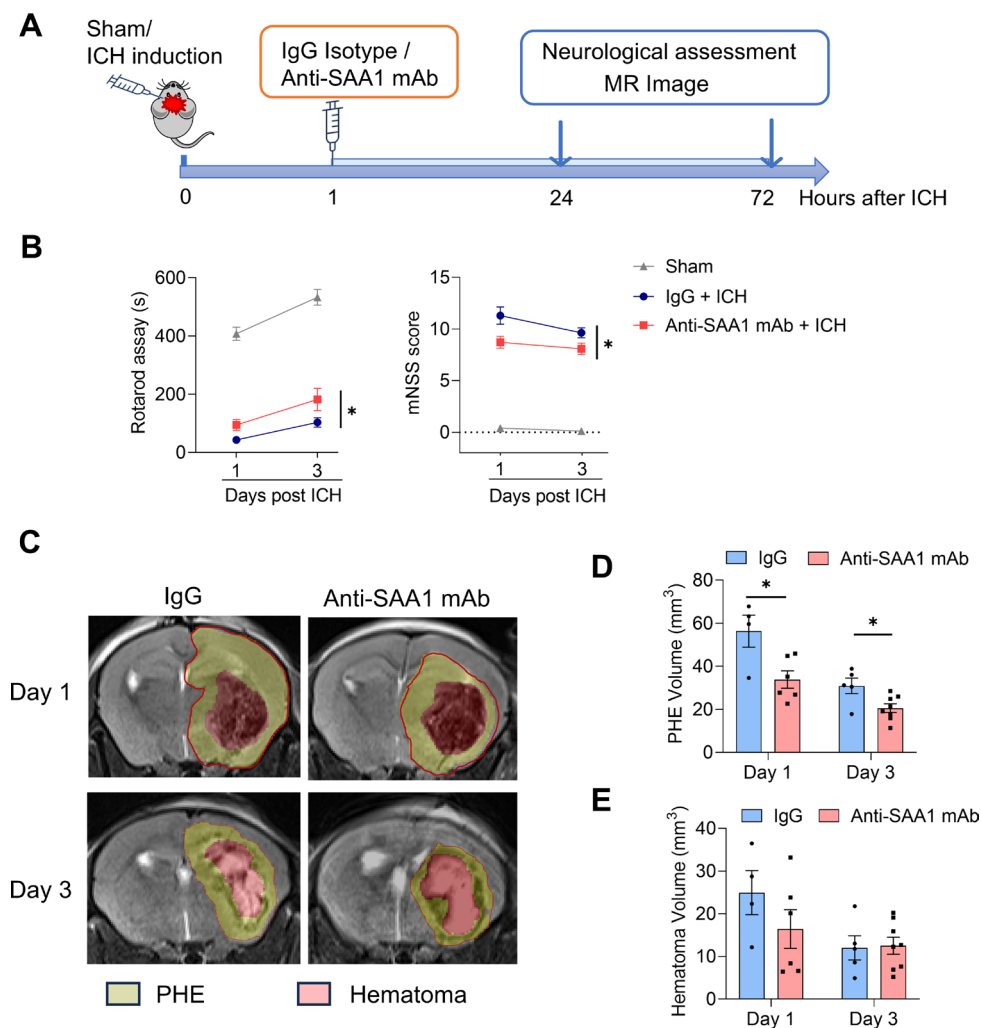 A
Sham/
ICH induction
IgG Isotype /
Anti-SAA1 mAb
Neurological assessment
MR Image
0
1
24
72
Hours after ICH
B
Rotarod assay (s)
600
400
200
0
1
3
Days post ICH
*
mNSS score
15
10
5
0
1
3
Days post ICH
*
Sham
IgG + ICH
Anti-SAA1 mAb + ICH
C
IgG
Anti-SAA1 mAb
Day 1
Day 3
PHE
Hematoma
D
IgG
Anti-SAA1 mAb
PHE Volume (mm³)
80
60
40
20
0
*
*
Day 1
Day 3
E
IgG
Anti-SAA1 mAb
Hematoma Volume (mm³)
40
30
20
10
0
Day 1
Day 3